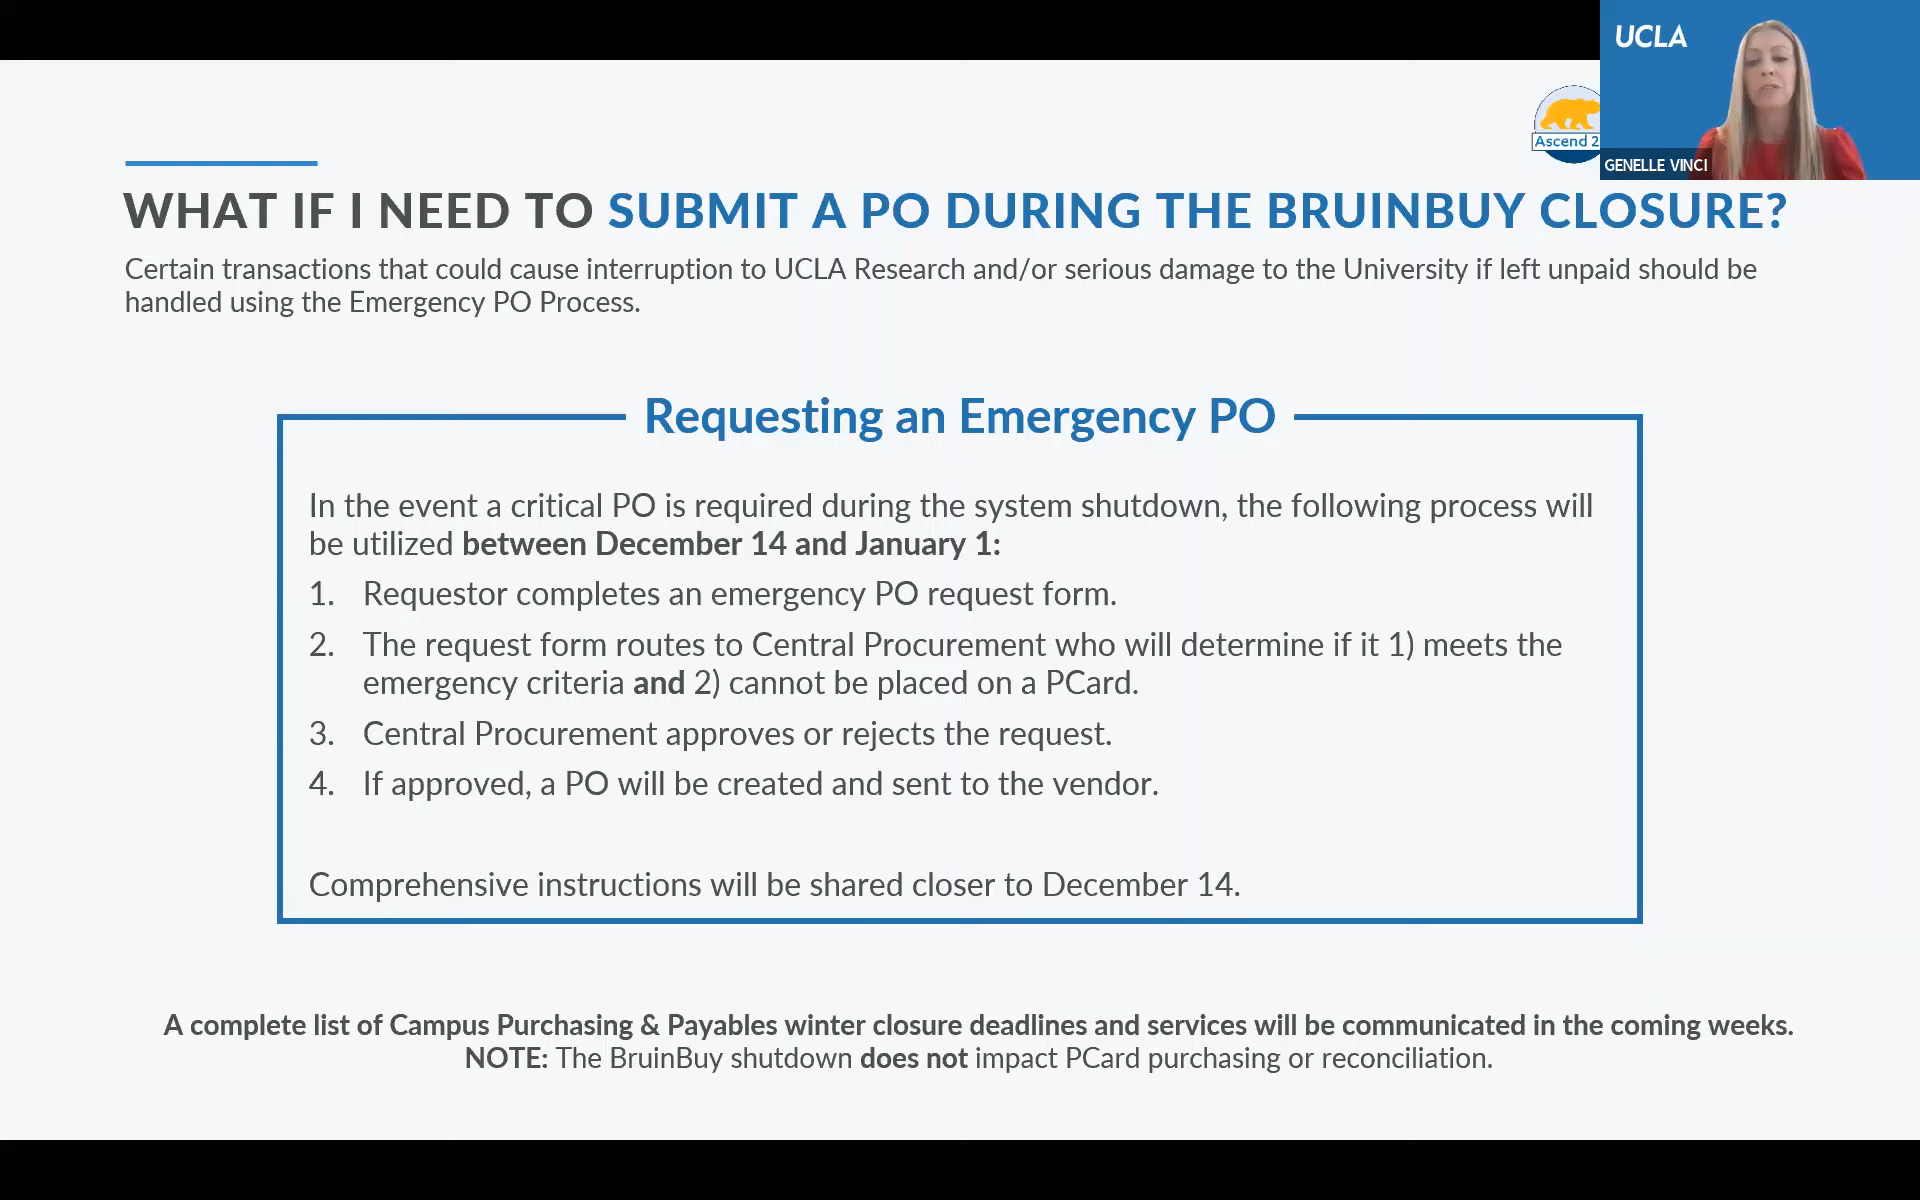 UCLA
Ascend 2
GENELLE VINCI
WHAT IF I NEED TO SUBMIT A PO DURING THE BRUINBUY CLOSURE?
Certain transactions that could cause interruption to UCLA Research and/or serious damage to the University if left unpaid should be
handled using the Emergency PO Process.
Requesting an Emergency PO
In the event a critical PO is required during the system shutdown, the following process will
be utilized between December 14 and January 1:
1. Requestor completes an emergency PO request form.
2. The request form routes to Central Procurement who will determine if it 1) meets the
emergency criteria and 2) cannot be placed on a PCard.
3. Central Procurement approves or rejects the request.
4. If approved, a PO will be created and sent to the vendor.
Comprehensive instructions will be shared closer to December 14.
A complete list of Campus Purchasing & Payables winter closure deadlines and services will be communicated in the coming weeks.
NOTE: The BruinBuy shutdown does not impact PCard purchasing or reconciliation.